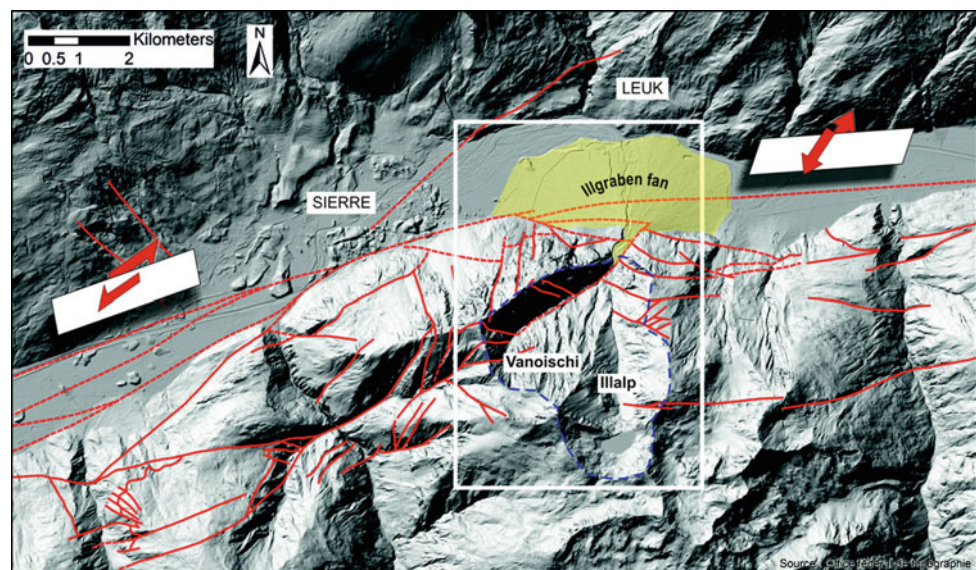 Kilometers
0 0.5 1 2
N
LEUK
Illgraben fan
SIERRE
Vanoischi
Illalp
Source